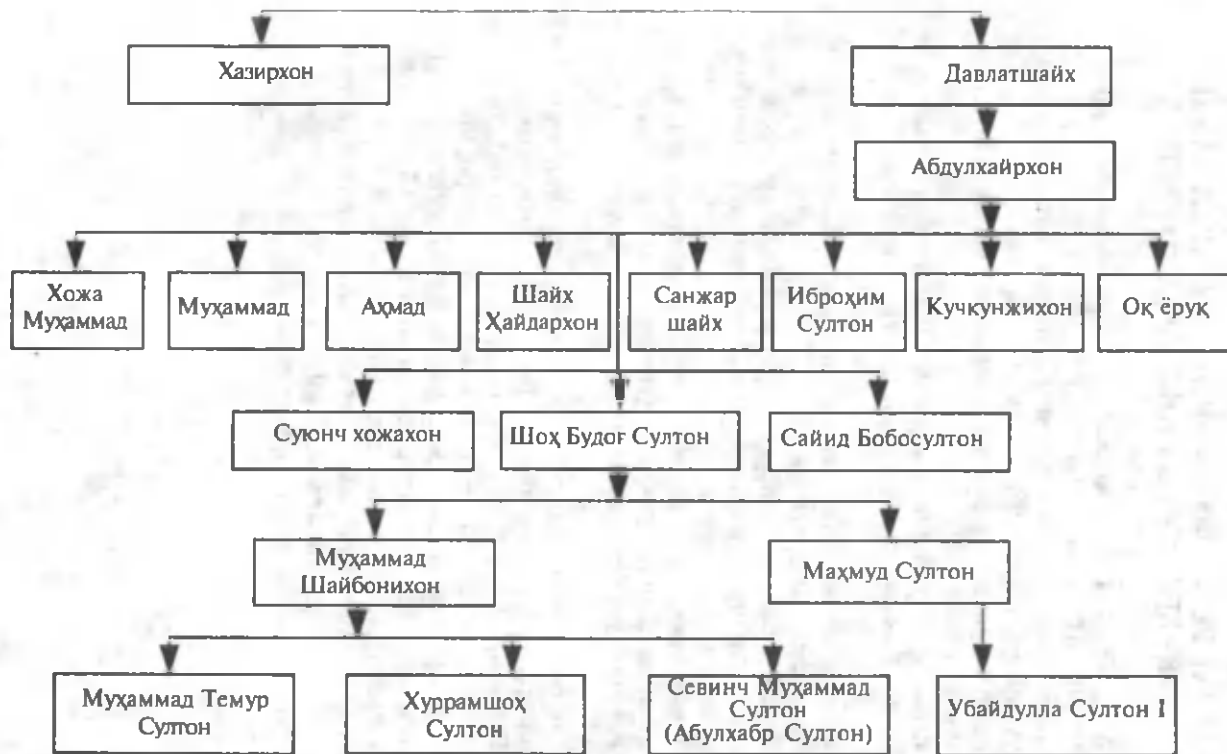 Хазирхон
Давлатшайх
Абдулхайрхон
Хожа
Муҳаммад
Муҳаммад
Аҳмад
Шайх
Ҳайдархон
Санжар
шайх
Иброҳим
Султон
Кучкунжихон
Оқ ёруқ
Суюнч хожахон
Шоҳ Будоғ Султон
Сайид Бобосултон
Муҳаммад
Шайбонихон
Маҳмуд Султон
Муҳаммад Темур
Султон
Хуррамшоҳ
Султон
Севинч Муҳаммад
Султон
(Абулхабр Султон)
Убайдулла Султон I